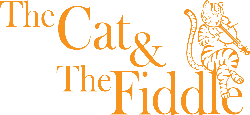 The Cat
&
The Fiddle